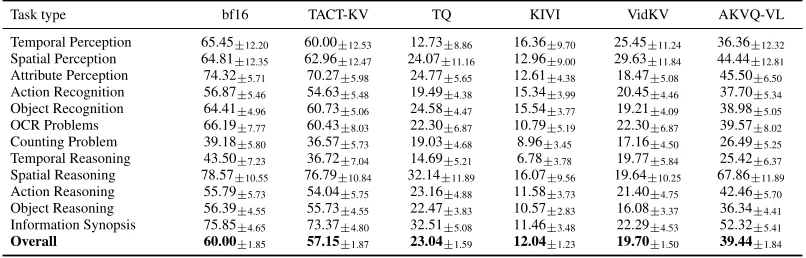 Task type bf16 TACT-KV TQ KIVI VidKV AKVQ-VL
Temporal Perception 65.45±12.20 60.00±12.53 12.73±8.86 16.36±9.70 25.45±11.24 36.36±12.32
Spatial Perception 64.81±12.35 62.96±12.47 24.07±11.16 12.96±9.00 29.63±11.84 44.44±12.81
Attribute Perception 74.32±5.71 70.27±5.98 24.77±5.65 12.61±4.38 18.47±5.08 45.50±6.50
Action Recognition 56.87±5.46 54.63±5.48 19.49±4.38 15.34±3.99 20.45±4.46 37.70±5.34
Object Recognition 64.41±4.96 60.73±5.06 24.58±4.47 15.54±3.77 19.21±4.09 38.98±5.05
OCR Problems 66.19±7.77 60.43±8.03 22.30±6.87 10.79±5.19 22.30±6.87 39.57±8.02
Counting Problem 39.18±5.80 36.57±5.73 19.03±4.68 8.96±3.45 17.16±4.50 26.49±5.25
Temporal Reasoning 43.50±7.23 36.72±7.04 14.69±5.21 6.78±3.78 19.77±5.84 25.42±6.37
Spatial Reasoning 78.57±10.55 76.79±10.84 32.14±11.89 16.07±9.56 19.64±10.25 67.86±11.89
Action Reasoning 55.79±5.73 54.04±5.75 23.16±4.88 11.58±3.73 21.40±4.75 42.46±5.70
Object Reasoning 56.39±4.55 55.73±4.55 22.47±3.83 10.57±2.83 16.08±3.37 36.34±4.41
Information Synopsis 75.85±4.65 73.37±4.80 32.51±5.08 11.46±3.48 22.29±4.53 52.32±5.41
Overall 60.00±1.85 57.15±1.87 23.04±1.59 12.04±1.23 19.70±1.50 39.44±1.84